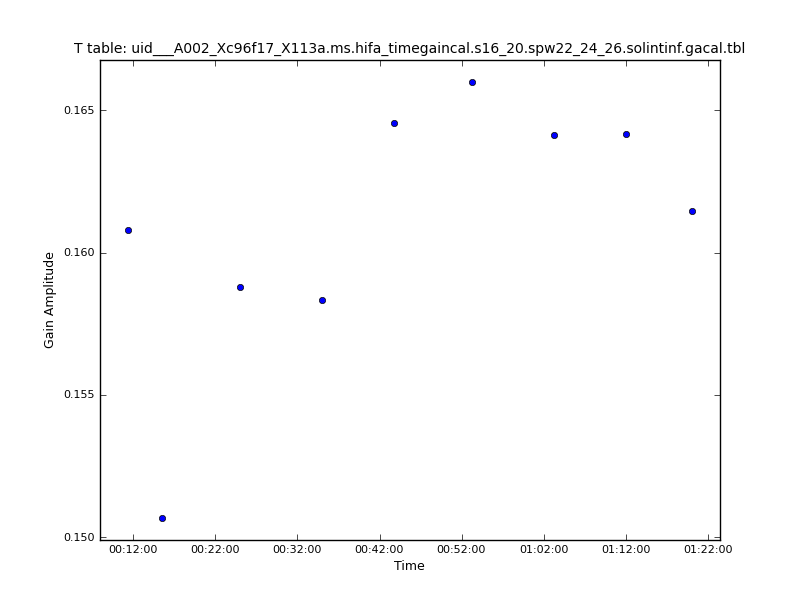 T table: uid___A002_Xc96f17_X113a.ms.hifa_timegaincal.s16_20.spw22_24_26.solintinf.gacal.tbl
0.165
0.160
0.155
0.150
Gain Amplitude
00:12:00 00:22:00 00:32:00 00:42:00 00:52:00 01:02:00 01:12:00 01:22:00
Time